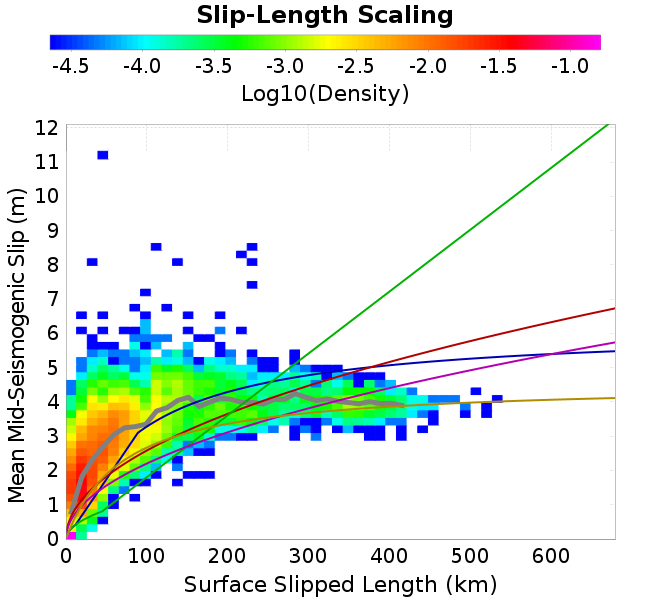 Slip-Length Scaling
-4.5 -4.0 -3.5 -3.0 -2.5 -2.0 -1.5 -1.0
Log10(Density)
Mean Mid-Seismogenic Slip (m)
12
11
10
9
8
7
6
5
4
3
2
1
0
0 100 200 300 400 500 600
Surface Slipped Length (km)